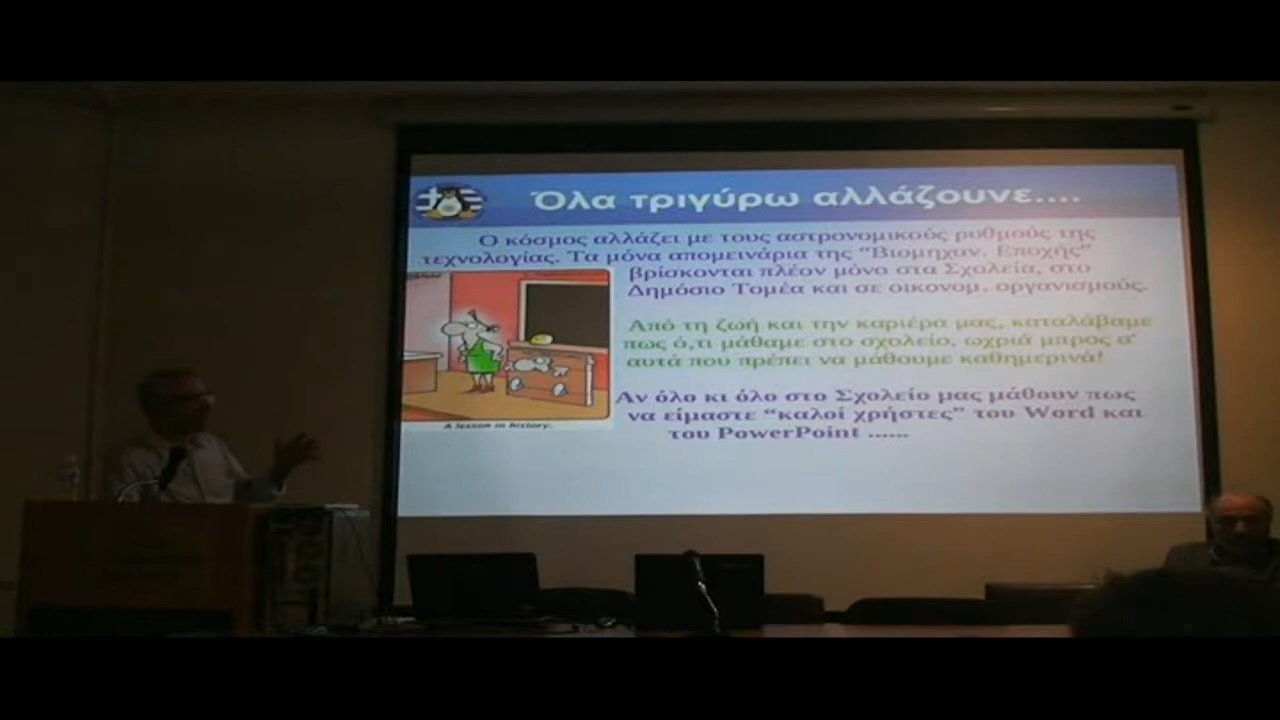 Όλα τριγύρω αλλάζουνε....
Ο κόσμος αλλάζει με τους αστρονομικούς ρυθμούς της
τεχνολογίας. Τα μόνα απομεινάρια της “Βιομηχαν. Εποχής”
βρίσκονται πλέον μόνο στα Σχολεία, στο
Δημόσιο Τομέα και σε οικονομ. οργανισμούς.
Από τη ζωή και την καριέρα μας, καταλάβαμε
πως ό,τι μάθαμε στο σχολείο, ωχριά μπρος σ'
αυτά που πρέπει να μάθουμε καθημερινά!
Αν όλο κι όλο στο Σχολείο μας μάθουν πως
να είμαστε “καλοί χρήστες” του Word και
του PowerPoint ......
A lesson in history.